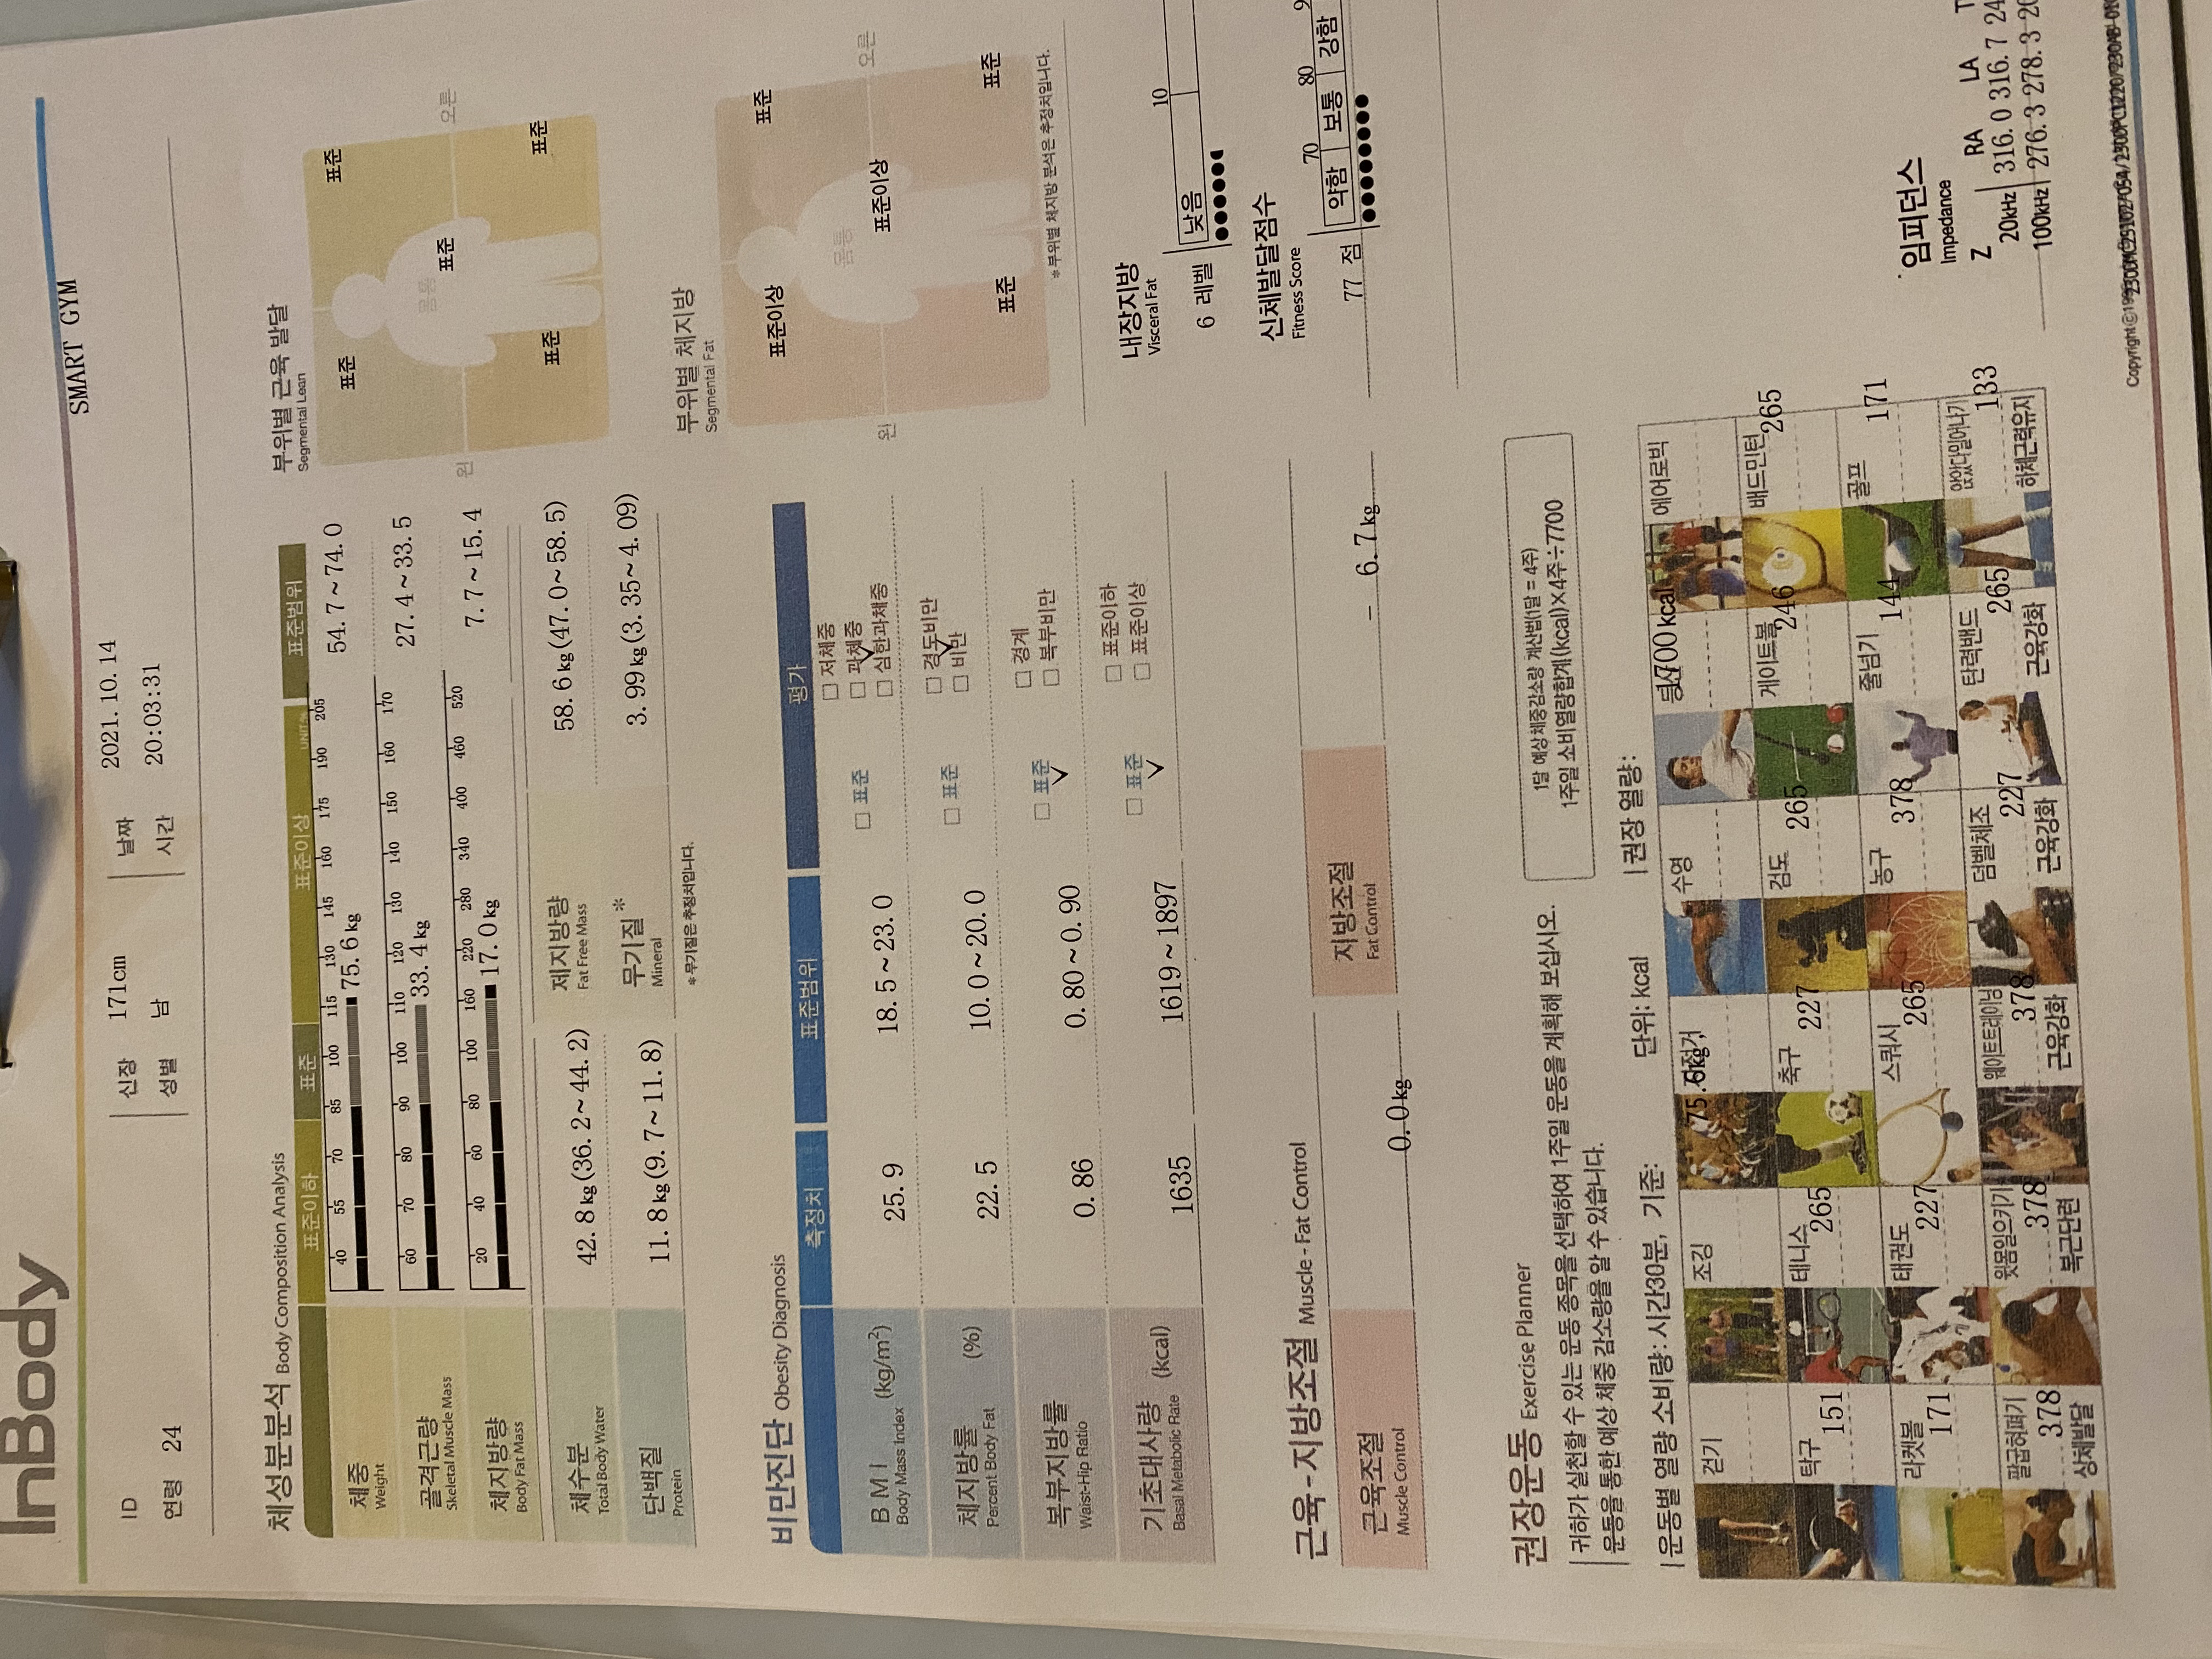 InBody
SMART GYM
ID
연령 24
신장 171cm
성별 남
날짜 2021.10.14
시간 20:03:31
체성분분석 Body Composition Analysis
표준이하 표준 표준이상 UNIT:% 표준범위
체중 Weight
40 55 70 85 100 115 130 145 160 175 190 205
75.6 kg
54.7~74.0
골격근량 Skeletal Muscle Mass
60 70 80 90 100 110 120 130 140 150 160 170
33.4 kg
27.4~33.5
체지방량 Body Fat Mass
20 40 60 80 100 160 220 280 340 400 460 520
17.0 kg
7.7~15.4
체수분 Total Body Water
42.8 kg (36.2~44.2)
제지방량 Fat Free Mass
58.6 kg (47.0~58.5)
단백질 Protein
11.8 kg (9.7~11.8)
무기질* Mineral
3.99 kg (3.35~4.09)
*무기질은 추정치입니다.
부위별 근육 발달
Segmental Lean
표준 표준
몸통
표준
왼 오른
표준 표준
부위별 체지방
Segmental Fat
표준이상 표준
몸통
표준이상
왼 오른
표준 표준
*부위별 체지방 분석은 추정치입니다.
비만진단 Obesity Diagnosis
측정치 표준범위 평가
BMI (kg/m²)
Body Mass Index
25.9
18.5~23.0
□ 표준
□ 저체중
□ 과체중
□ 심한과체중
체지방률 (%)
Percent Body Fat
22.5
10.0~20.0
□ 표준
□ 경도비만
□ 비만
복부지방률
Waist-Hip Ratio
0.86
0.80~0.90
□ 표준
□ 경계
□ 복부비만
기초대사량 (kcal)
Basal Metabolic Rate
1635
1619~1897
□ 표준
□ 표준이하
□ 표준이상
내장지방
Visceral Fat
10
6 레벨 낮음
신체발달점수
Fitness Score
70 80
77 점 약함 보통 강함
근육-지방조절 Muscle-Fat Control
근육조절 Muscle Control
0.0 kg
지방조절 Fat Control
- 6.7 kg
권장운동 Exercise Planner
귀하가 실천할 수 있는 운동 종목을 선택하여 1주일 운동을 계획해 보십시오.
운동을 통한 예상 체중 감소량을 알 수 있습니다.
1달 예상 체중감소량 계산법(1달 = 4주)
1주일 소비열량합계(kcal)×4주÷7700
운동별 열량 소비량: 시간30분, 기준: 단위: kcal 권장 열량:
75.6kg, 1700 kcal
걷기 조깅 자전거 수영 등산 에어로빅
151 265 227 265 246 265
탁구 테니스 축구 검도 게이트볼 배드민턴
171 227 265 378 144 171
라켓볼 태권도 스쿼시 농구 줄넘기 골프
378 378 378 227 265 133
팔굽혀펴기 윗몸일으키기 웨이트트레이닝 덤벨체조 탄력밴드 앉았다일어나기
상체발달 복근단련 근육강화 근육강화 근육강화 하체근력유지
임피던스
Impedance
Z RA LA
20kHz 316.0 316.7
100kHz 276.3 278.3